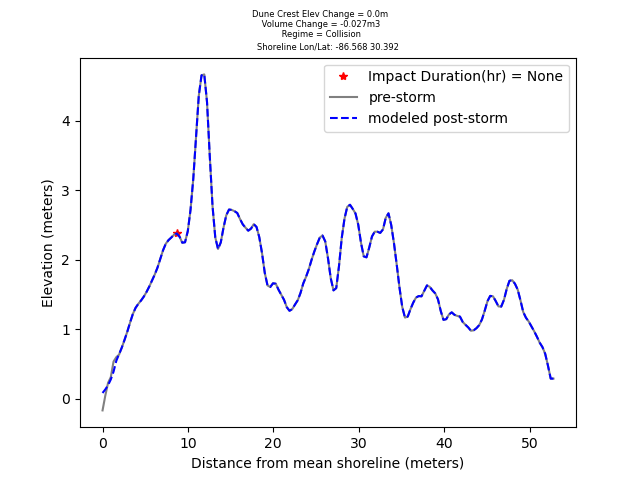 Dune Crest Elev Change = 0.0m
Volume Change = -0.027m3
Regime = Collision
Shoreline Lon/Lat: -86.568 30.392
Impact Duration(hr) = None
pre-storm
modeled post-storm
Elevation (meters)
4
3
2
1
0
0 10 20 30 40 50
Distance from mean shoreline (meters)